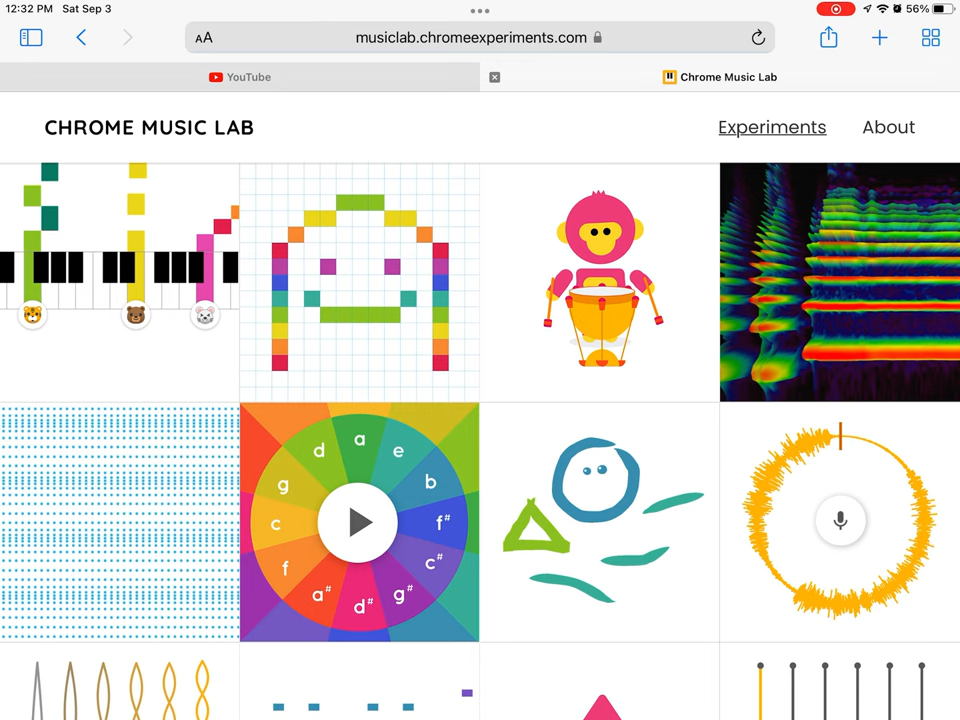 12:32 PM Sat Sep 3
56%
AA musiclab.chromeexperiments.com
YouTube
Chrome Music Lab
CHROME MUSIC LAB
Experiments About
a
e
b
f#
c#
g#
d#
a#
f
c
g
d